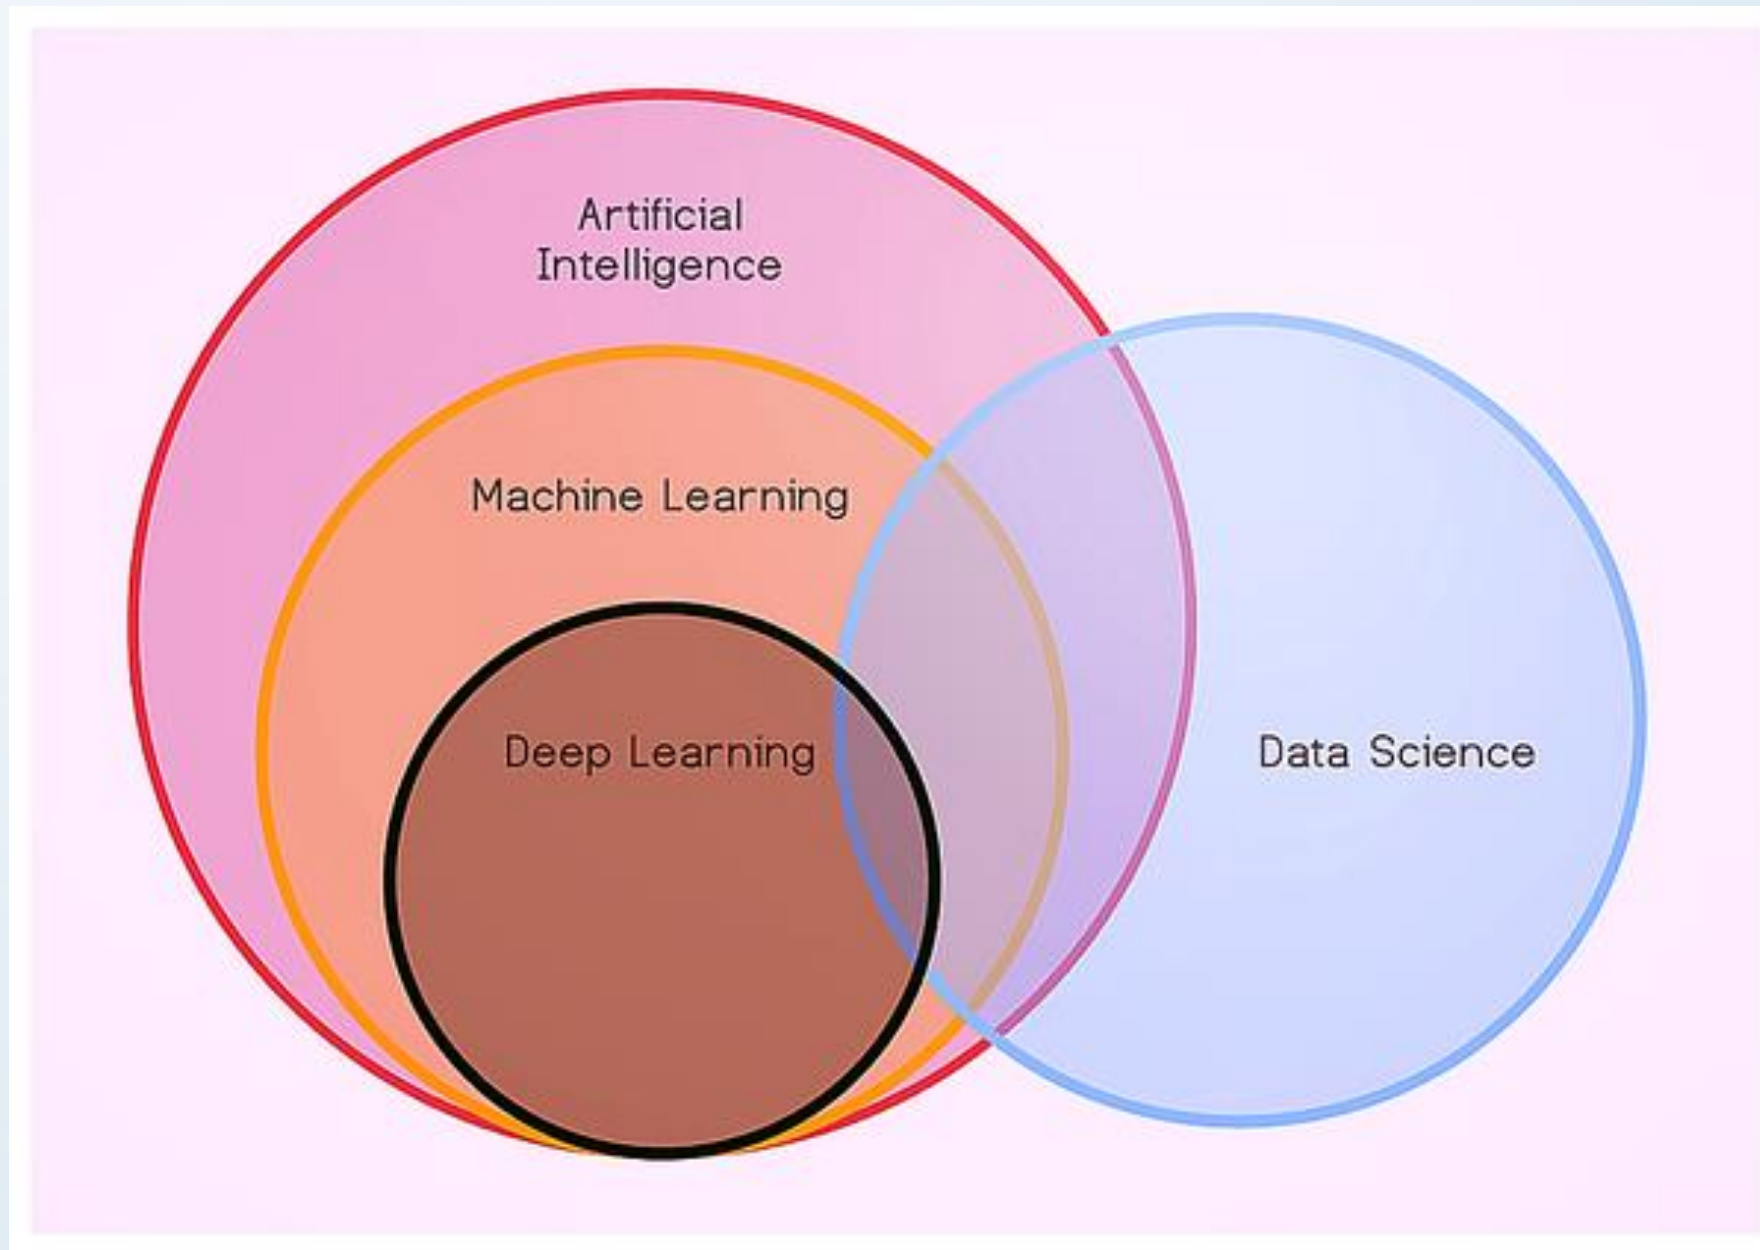 Artificial
Intelligence
Machine Learning
Deep Learning
Data Science